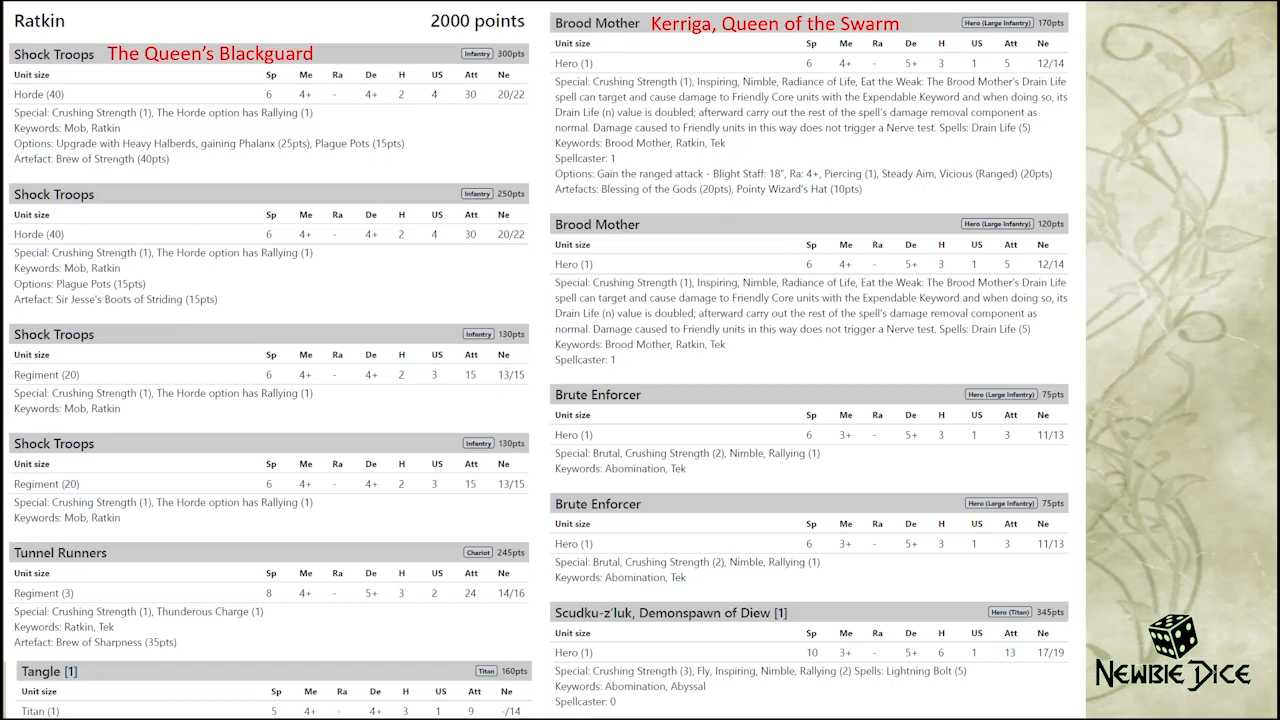 Ratkin 2000 points
Shock Troops The Queen's Blackguard Infantry 300pts
Unit size Sp Me Ra De H US Att Ne
Horde (40) 6 4+ - 4+ 2 4 30 20/22
Special: Crushing Strength (1), The Horde option has Rallying (1)
Keywords: Mob, Ratkin
Options: Upgrade with Heavy Halberds, gaining Phalanx (25pts), Plague Pots (15pts)
Artefact: Brew of Strength (40pts)
Shock Troops Infantry 250pts
Unit size Sp Me Ra De H US Att Ne
Horde (40) 6 4+ - 4+ 2 4 30 20/22
Special: Crushing Strength (1), The Horde option has Rallying (1)
Keywords: Mob, Ratkin
Options: Plague Pots (15pts)
Artefact: Sir Jesse's Boots of Striding (15pts)
Shock Troops Infantry 130pts
Unit size Sp Me Ra De H US Att Ne
Regiment (20) 6 4+ - 4+ 2 3 15 13/15
Special: Crushing Strength (1), The Horde option has Rallying (1)
Keywords: Mob, Ratkin
Shock Troops Infantry 130pts
Unit size Sp Me Ra De H US Att Ne
Regiment (20) 6 4+ - 4+ 2 3 15 13/15
Special: Crushing Strength (1), The Horde option has Rallying (1)
Keywords: Mob, Ratkin
Tunnel Runners Chariot 245pts
Unit size Sp Me Ra De H US Att Ne
Regiment (3) 8 4+ - 5+ 3 2 24 14/16
Special: Crushing Strength (1), Thunderous Charge (1)
Keywords: Ratkin, Tek
Artefact: Brew of Sharpness (35pts)
Tangle [1] Titan 160pts
Unit size Sp Me Ra De H US Att Ne
Titan (1) 5 4+ - 4+ 3 1 9 -/14
Brood Mother Kerriga, Queen of the Swarm Hero (Large Infantry) 170pts
Unit size Sp Me Ra De H US Att Ne
Hero (1) 6 4+ - 5+ 3 1 5 12/14
Special: Crushing Strength (1), Inspiring, Nimble, Radiance of Life, Eat the Weak: The Brood Mother's Drain Life
spell can target and cause damage to Friendly Core units with the Expendable Keyword and when doing so, its
Drain Life (n) value is doubled; afterward carry out the rest of the spell's damage removal component as
normal. Damage caused to Friendly units in this way does not trigger a Nerve test. Spells: Drain Life (5)
Keywords: Brood Mother, Ratkin, Tek
Spellcaster: 1
Options: Gain the ranged attack - Blight Staff: 18", Ra: 4+, Piercing (1), Steady Aim, Vicious (Ranged) (20pts)
Artefacts: Blessing of the Gods (20pts), Pointy Wizard's Hat (10pts)
Brood Mother Hero (Large Infantry) 120pts
Unit size Sp Me Ra De H US Att Ne
Hero (1) 6 4+ - 5+ 3 1 5 12/14
Special: Crushing Strength (1), Inspiring, Nimble, Radiance of Life, Eat the Weak: The Brood Mother's Drain Life
spell can target and cause damage to Friendly Core units with the Expendable Keyword and when doing so, its
Drain Life (n) value is doubled; afterward carry out the rest of the spell's damage removal component as
normal. Damage caused to Friendly units in this way does not trigger a Nerve test. Spells: Drain Life (5)
Keywords: Brood Mother, Ratkin, Tek
Spellcaster: 1
Brute Enforcer Hero (Large Infantry) 75pts
Unit size Sp Me Ra De H US Att Ne
Hero (1) 6 3+ - 5+ 3 1 3 11/13
Special: Brutal, Crushing Strength (2), Nimble, Rallying (1)
Keywords: Abomination, Tek
Brute Enforcer Hero (Large Infantry) 75pts
Unit size Sp Me Ra De H US Att Ne
Hero (1) 6 3+ - 5+ 3 1 3 11/13
Special: Brutal, Crushing Strength (2), Nimble, Rallying (1)
Keywords: Abomination, Tek
Scudku-z'luk, Demonspawn of Diew [1] Hero (Titan) 345pts
Unit size Sp Me Ra De H US Att Ne
Hero (1) 10 3+ - 5+ 6 1 13 17/19
Special: Crushing Strength (3), Fly, Inspiring, Nimble, Rallying (2) Spells: Lightning Bolt (5)
Keywords: Abomination, Abyssal
Spellcaster: 0
NEWBIE DICE